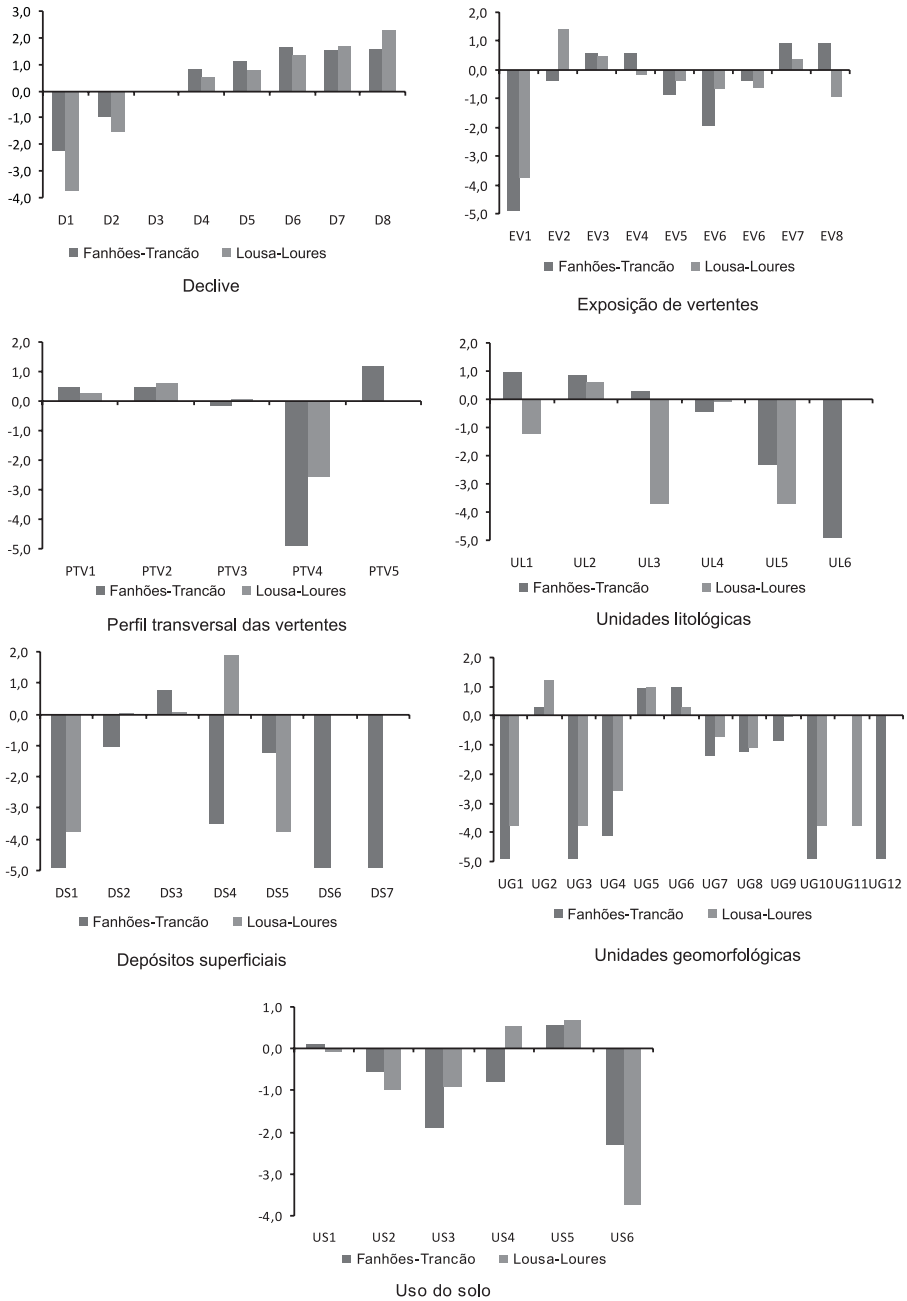 3,0
2,0
1,0
0,0
-1,0
-2,0
-3,0
-4,0
D1 D2 D3 D4 D5 D6 D7 D8
Fanhões-Trancão Lousa-Loures
Declive
2,0
1,0
0,0
-1,0
-2,0
-3,0
-4,0
-5,0
EV1 EV2 EV3 EV4 EV5 EV6 EV6 EV7 EV8
Fanhões-Trancão Lousa-Loures
Exposição de vertentes
2,0
1,0
0,0
-1,0
-2,0
-3,0
-4,0
-5,0
PTV1 PTV2 PTV3 PTV4 PTV5
Fanhões-Trancão Lousa-Loures
Perfil transversal das vertentes
2,0
1,0
0,0
-1,0
-2,0
-3,0
-4,0
-5,0
UL1 UL2 UL3 UL4 UL5 UL6
Fanhões-Trancão Lousa-Loures
Unidades litológicas
2,0
1,0
0,0
-1,0
-2,0
-3,0
-4,0
-5,0
DS1 DS2 DS3 DS4 DS5 DS6 DS7
Fanhões-Trancão Lousa-Loures
Depósitos superficiais
2,0
1,0
0,0
-1,0
-2,0
-3,0
-4,0
-5,0
UG1 UG2 UG3 UG4 UG5 UG6 UG7 UG8 UG9 UG10 UG11 UG12
Fanhões-Trancão Lousa-Loures
Unidades geomorfológicas
1,0
0,0
-1,0
-2,0
-3,0
-4,0
US1 US2 US3 US4 US5 US6
Fanhões-Trancão Lousa-Loures
Uso do solo